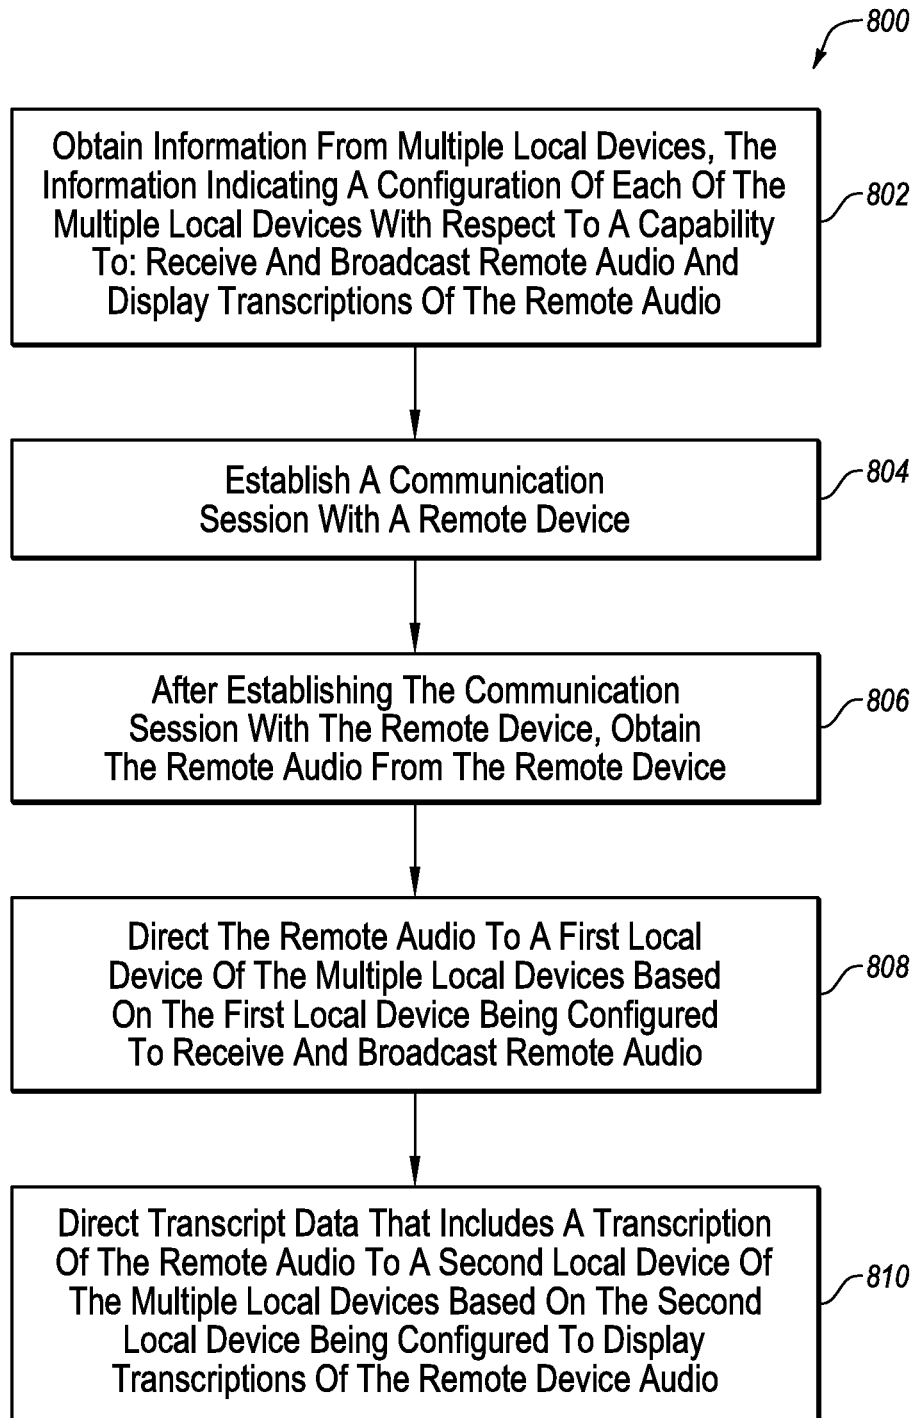 800
Obtain Information From Multiple Local Devices, The
Information Indicating A Configuration Of Each Of The
Multiple Local Devices With Respect To A Capability
To: Receive And Broadcast Remote Audio And
Display Transcriptions Of The Remote Audio
802
Establish A Communication
Session With A Remote Device
804
After Establishing The Communication
Session With The Remote Device, Obtain
The Remote Audio From The Remote Device
806
Direct The Remote Audio To A First Local
Device Of The Multiple Local Devices Based
On The First Local Device Being Configured
To Receive And Broadcast Remote Audio
808
Direct Transcript Data That Includes A Transcription
Of The Remote Audio To A Second Local Device Of
The Multiple Local Devices Based On The Second
Local Device Being Configured To Display
Transcriptions Of The Remote Device Audio
810